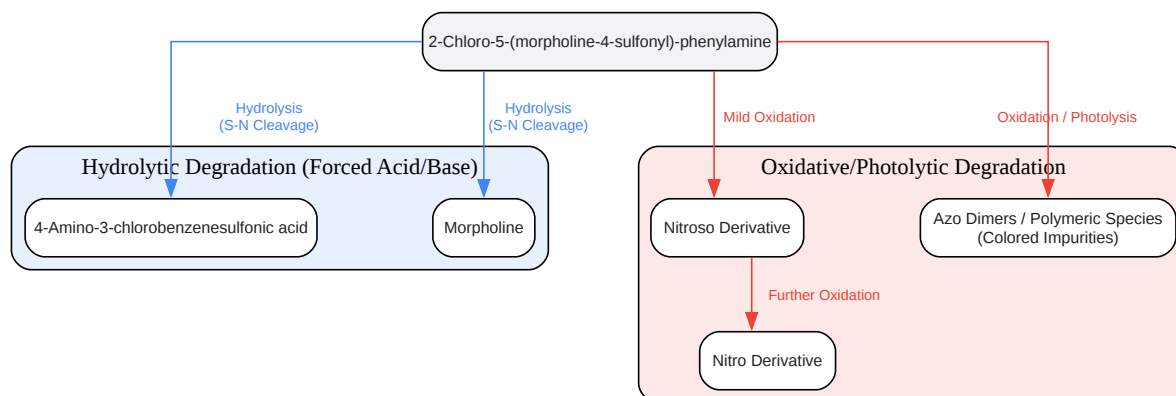 2-Chloro-5-(morpholine-4-sulfonyl)-phenylamine
Hydrolysis
(S-N Cleavage)
Hydrolysis
(S-N Cleavage)
Mild Oxidation
Oxidation / Photolysis
Hydrolytic Degradation (Forced Acid/Base)
Oxidative/Photolytic Degradation
4-Amino-3-chlorobenzenesulfonic acid
Morpholine
Nitroso Derivative
Azo Dimers / Polymeric Species
(Colored Impurities)
Further Oxidation
Nitro Derivative